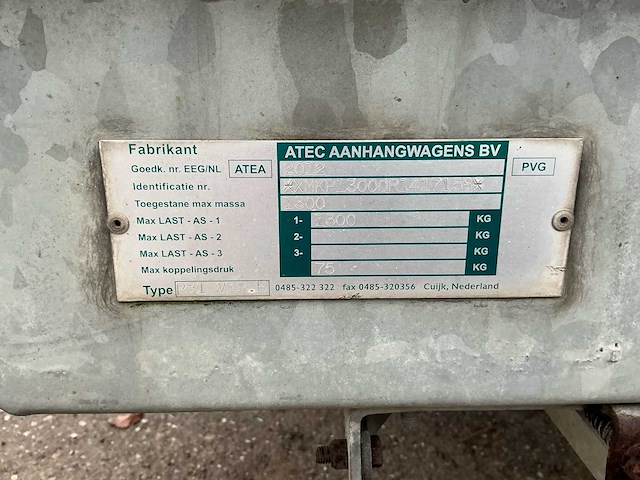 Fabrikant ATEC AANHANGWAGENS BV
Goedk. nr. EEG/NL ATEA PVG
Identificatie nr.
Toegestane max massa
Max LAST - AS - 1 1- KG
Max LAST - AS - 2 2- KG
Max LAST - AS - 3 3-
Max koppelingsdruk 75 KG
Type 0485-322 322 fax 0485-320356 Cuijk, Nederland